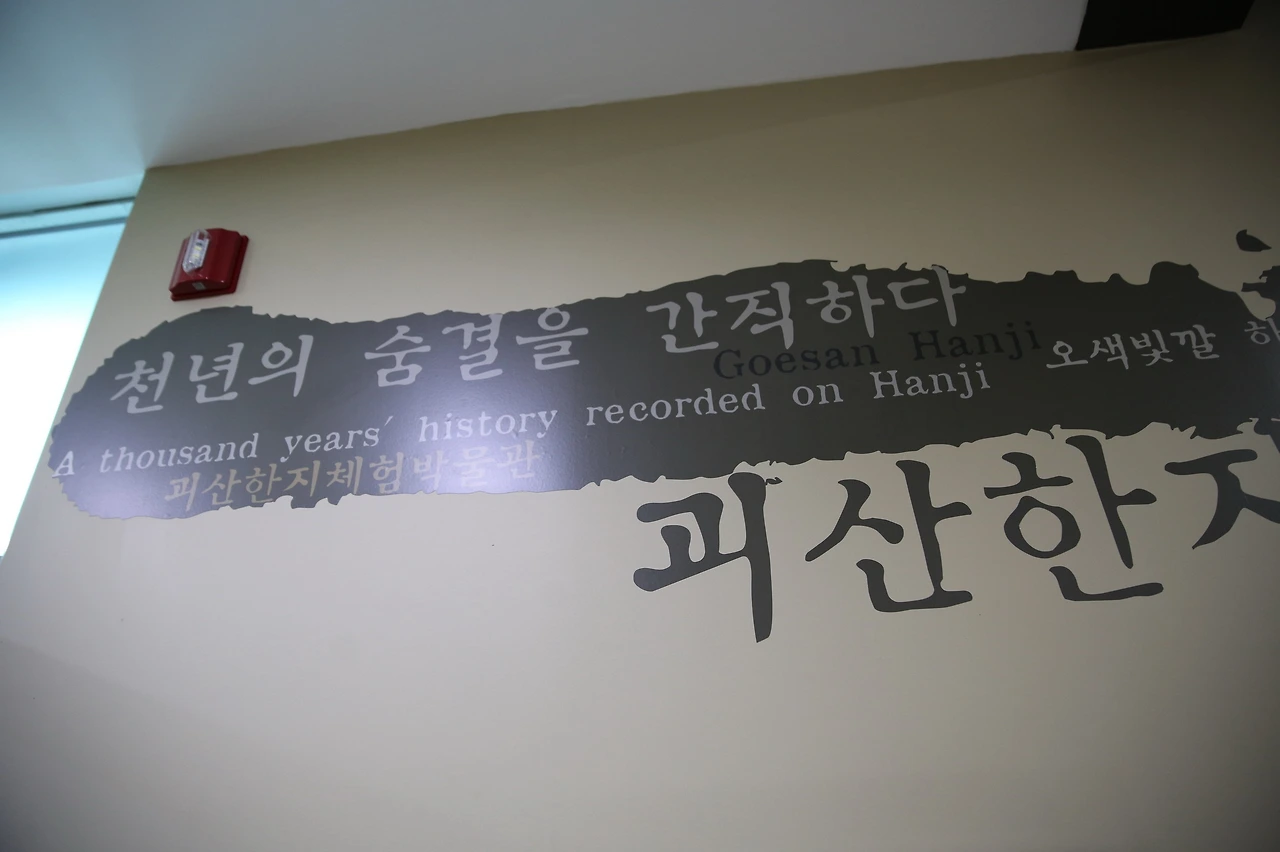 천년의 숨결을 간직하다
Goesan Hanji
오색빛깔
A thousand years' history recorded on Hanji
괴산한지체험박물관
괴산한